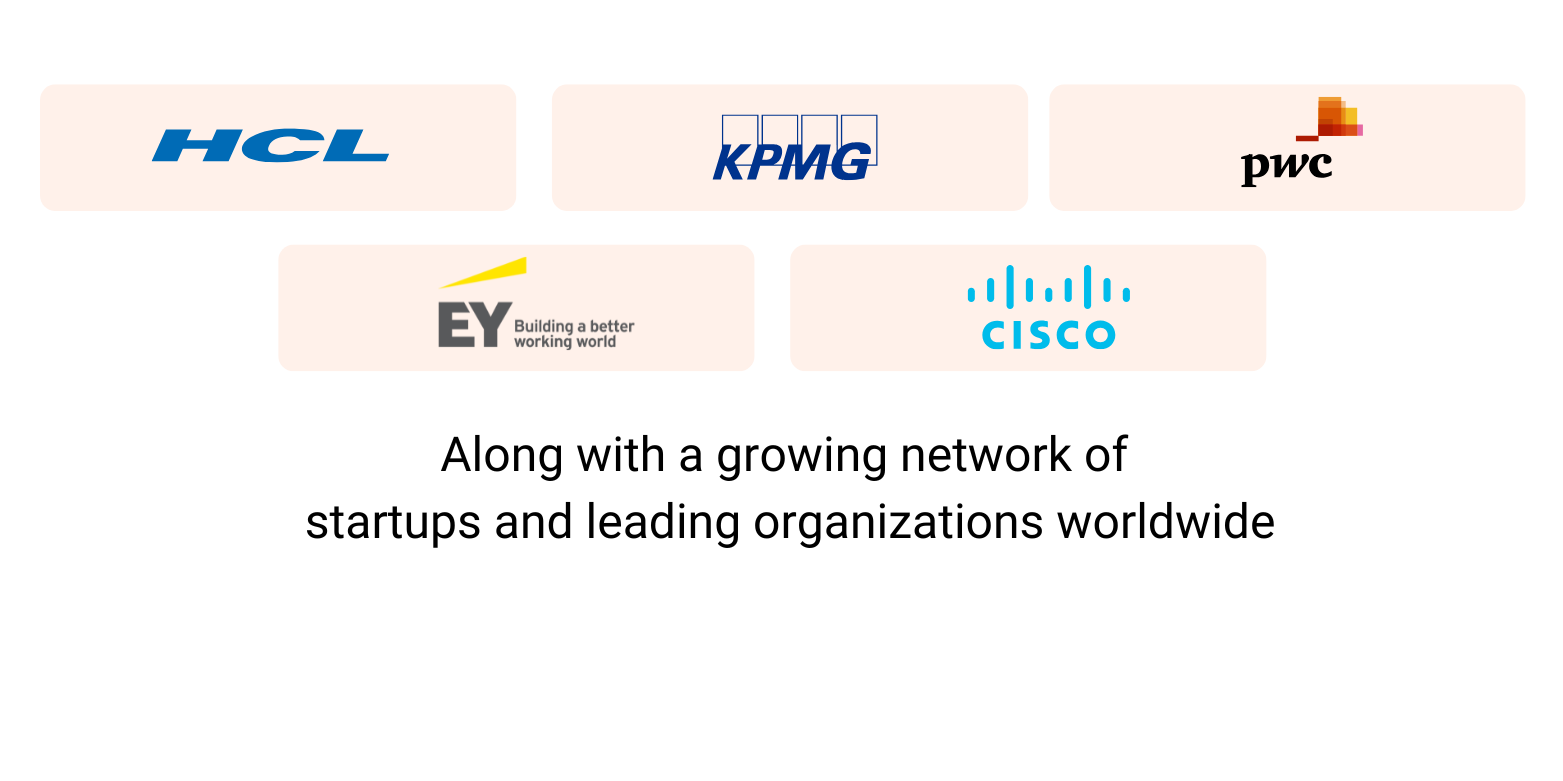 HCL
KPMG
pwc
EY
Building a better
working world
CISCO
Along with a growing network of
startups and leading organizations worldwide